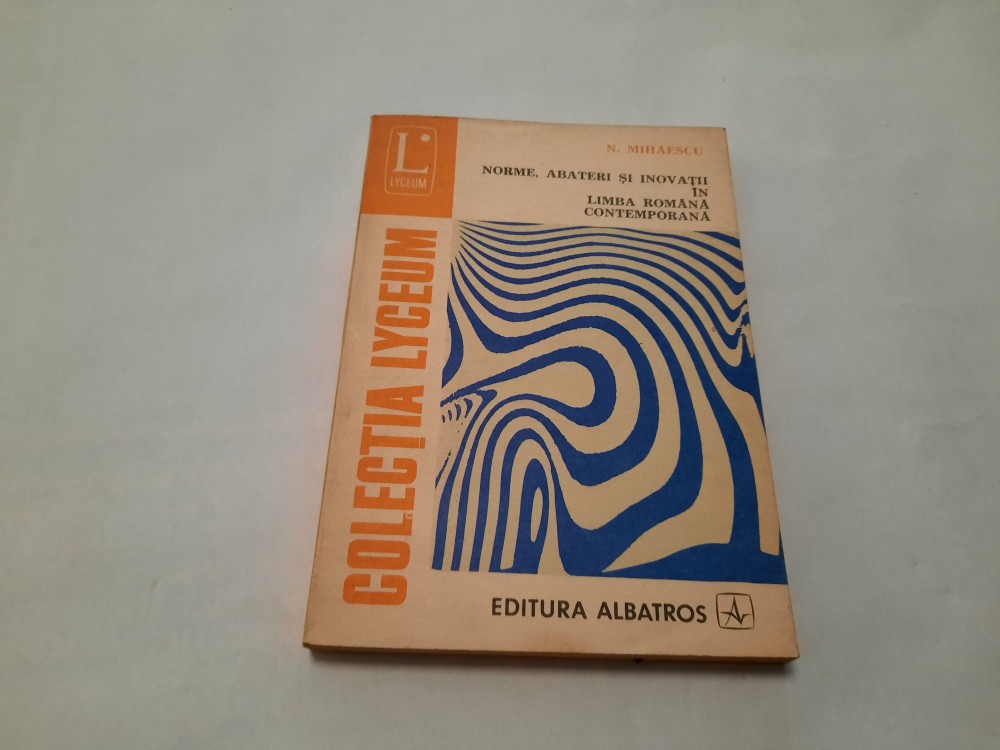 L
LYCEUM
N. MIHĂESCU
NORME, ABATERI ȘI INOVAȚII
ÎN
LIMBA ROMÂNĂ
CONTEMPORANĂ
COLECȚIA LYCEUM
EDITURA ALBATROS